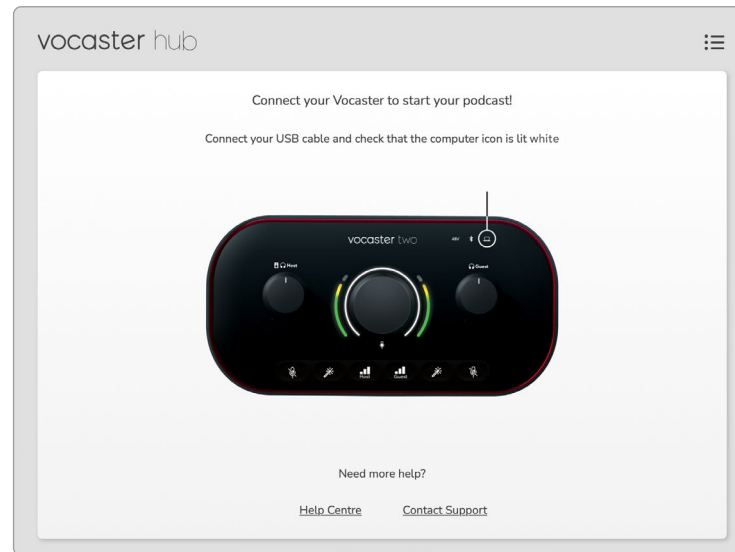 vocaster hub
Connect your Vocaster to start your podcast!
Connect your USB cable and check that the computer icon is lit white
vocaster two
48V
Host
Guest
Host
Guest
Need more help?
Help Centre
Contact Support